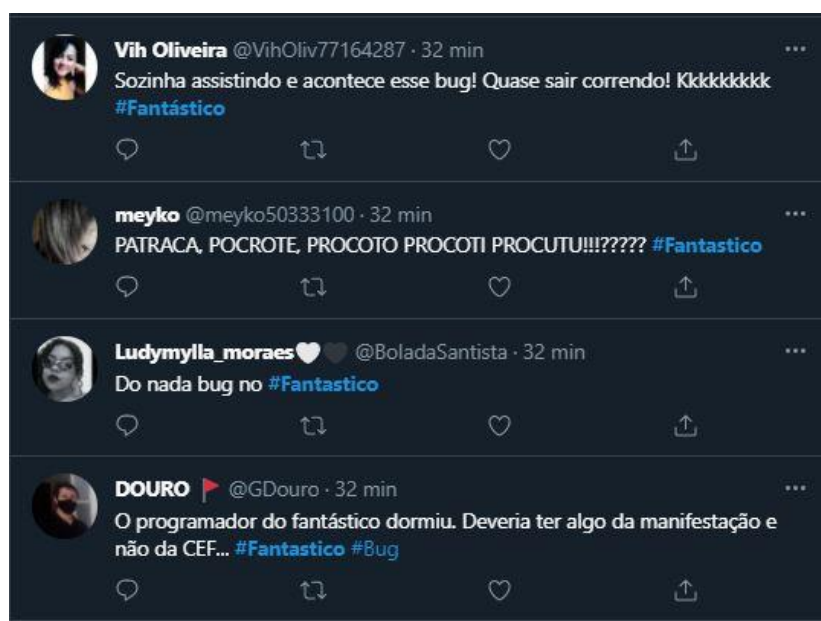 Vih Oliveira @VihOliv77164287 · 32 min
Sozinha assistindo e acontece esse bug! Quase sair correndo! Kkkkkkkkk
#Fantástico
meyko @meyko50333100 · 32 min
PATRACA, POCROTE, PROCOTO PROCOTI PROCUTU!!!????? #Fantastico
Ludymylla_moraes🤍🖤 @BoladaSantista · 32 min
Do nada bug no #Fantastico
DOURO 🚩 @GDouro · 32 min
O programador do fantástico dormiu. Deveria ter algo da manifestação e
não da CEF... #Fantastico #Bug